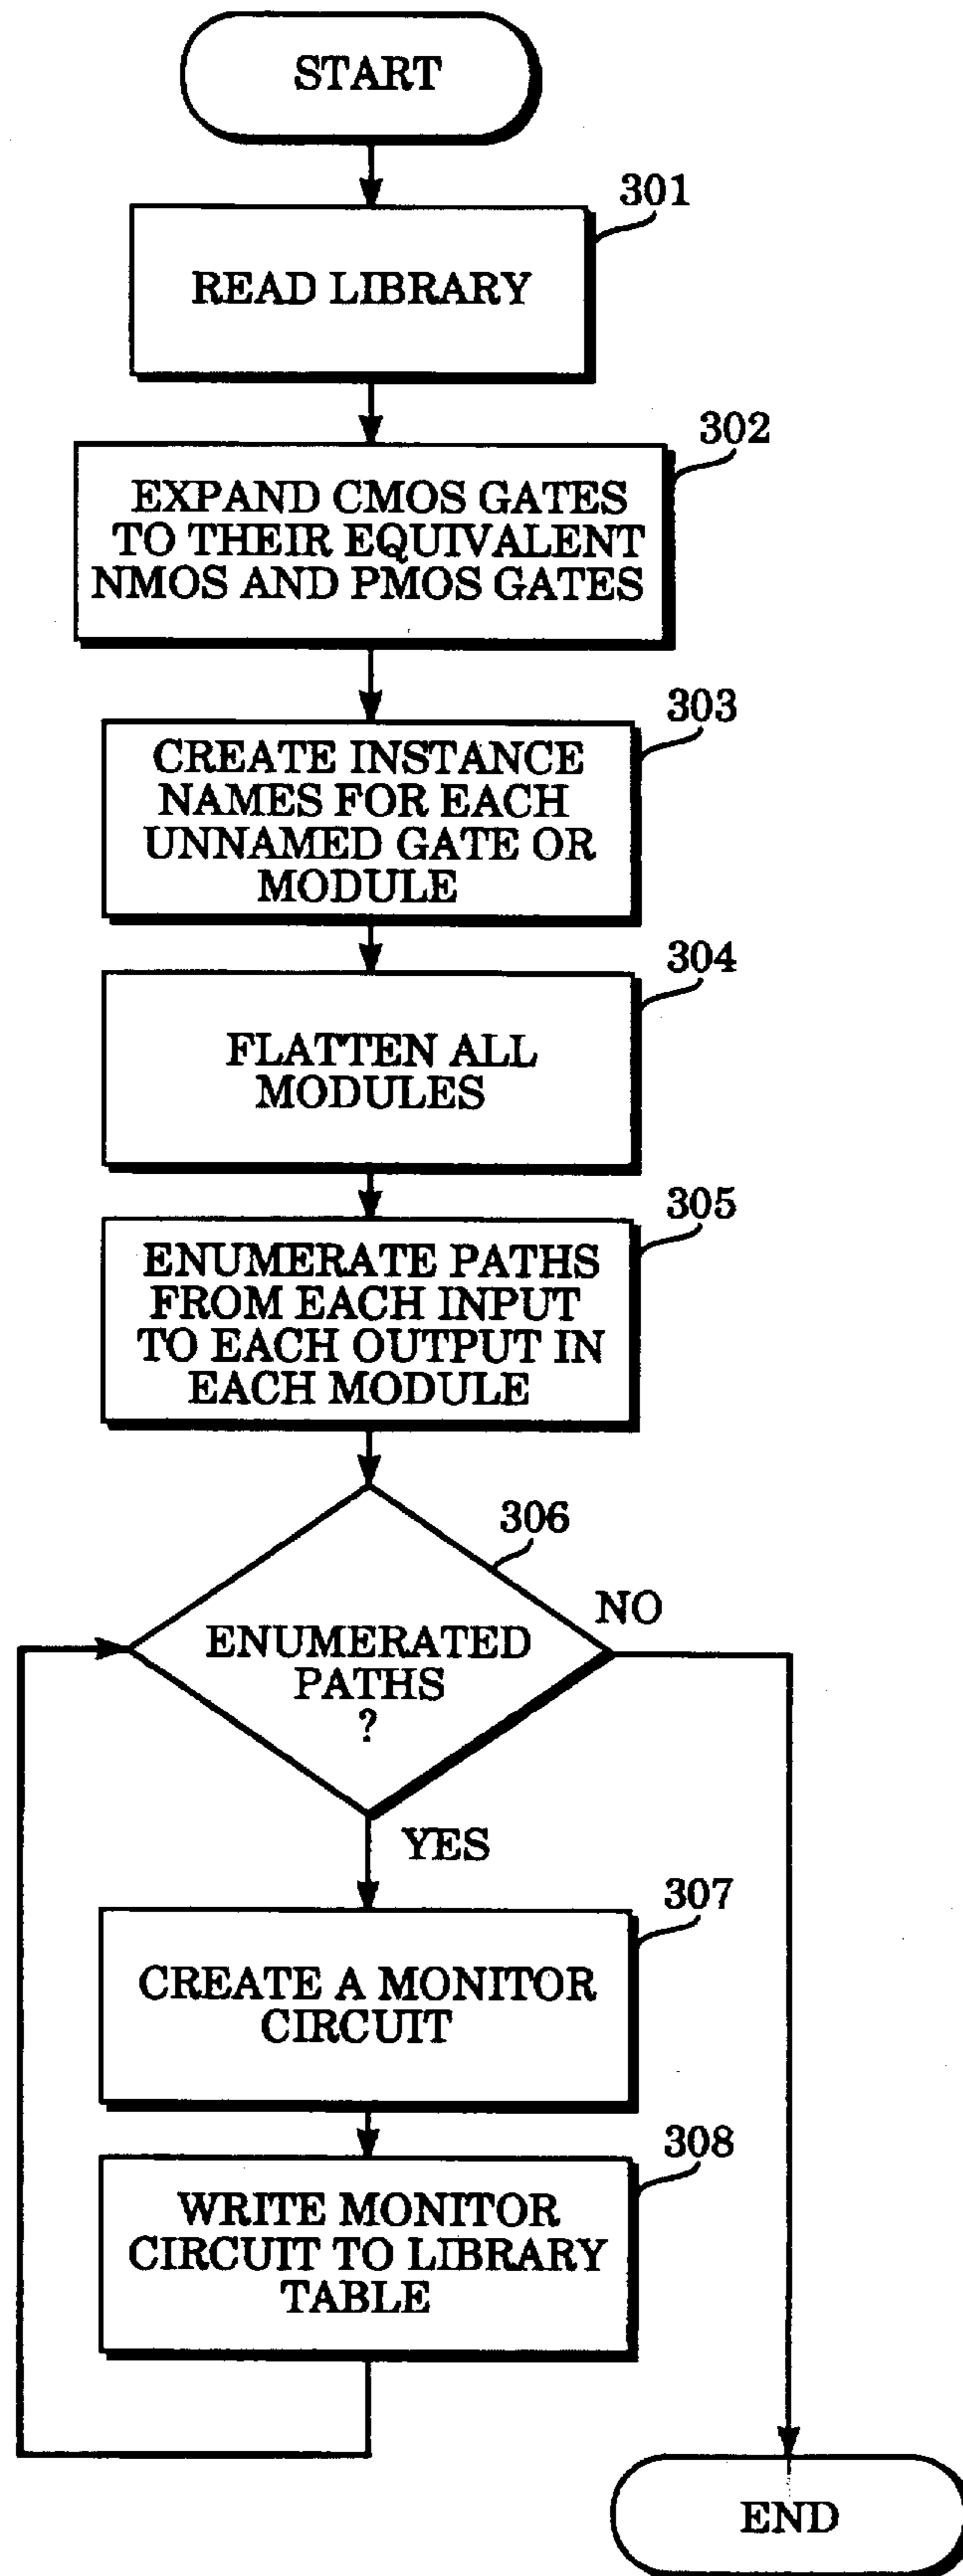 START
301
READ LIBRARY
302
EXPAND CMOS GATES
TO THEIR EQUIVALENT
NMOS AND PMOS GATES
303
CREATE INSTANCE
NAMES FOR EACH
UNNAMED GATE OR
MODULE
304
FLATTEN ALL
MODULES
305
ENUMERATE PATHS
FROM EACH INPUT
TO EACH OUTPUT IN
EACH MODULE
306
NO
ENUMERATED
PATHS
?
YES
307
CREATE A MONITOR
CIRCUIT
308
WRITE MONITOR
CIRCUIT TO LIBRARY
TABLE
END